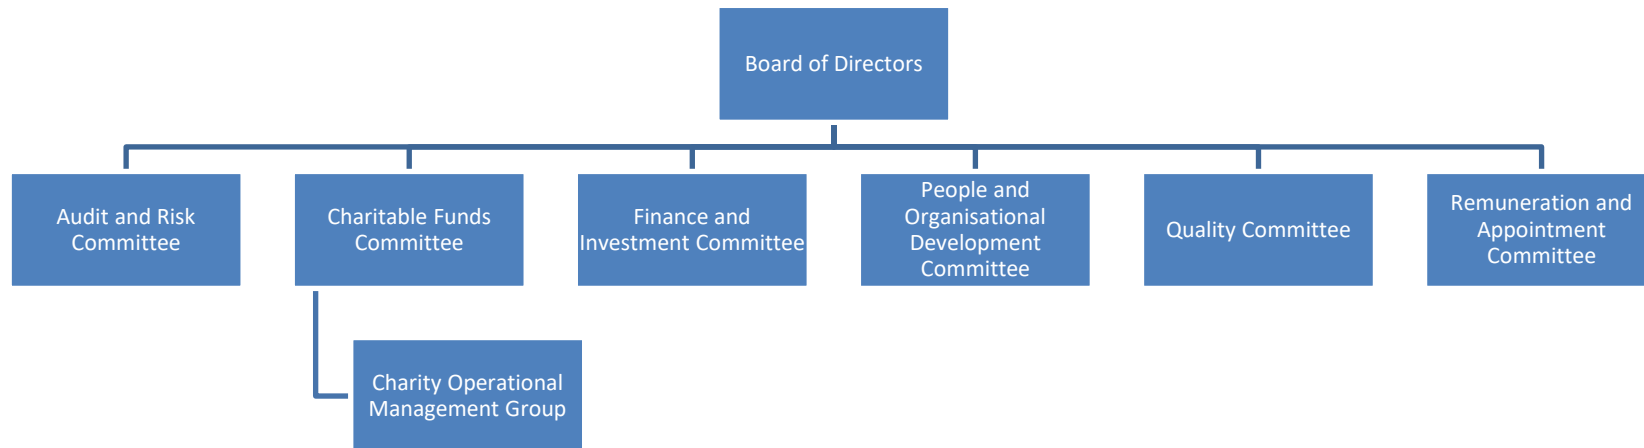 Board of Directors
Audit and Risk
Committee
Charitable Funds
Committee
Finance and
Investment Committee
People and
Organisational
Development
Committee
Quality Committee
Remuneration and
Appointment
Committee
Charity Operational
Management Group